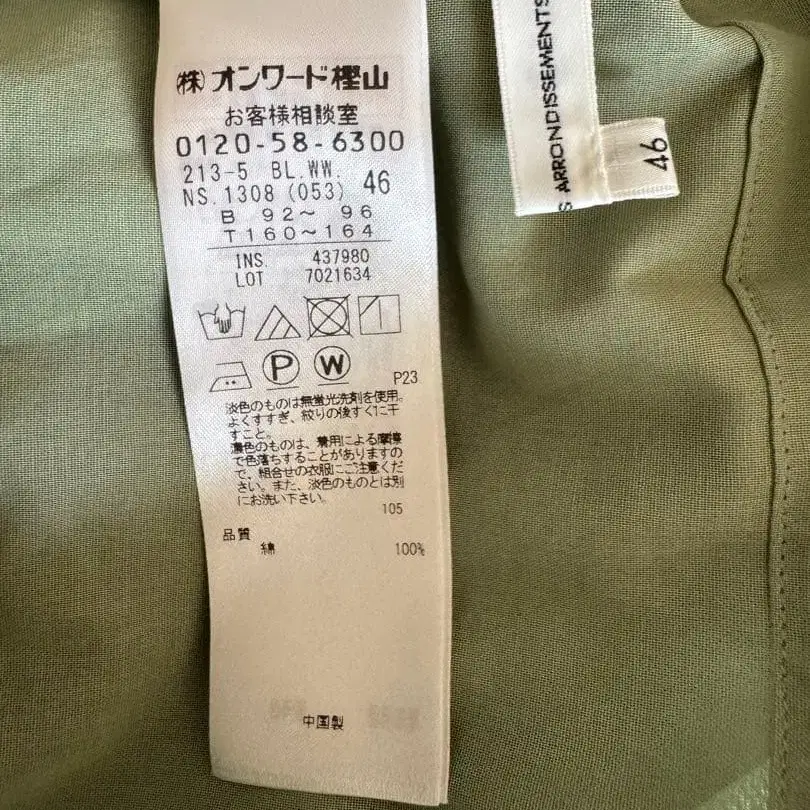 (株)オンワード樫山
お客様相談室
0120-58-6300
213-5 BL.WW.
NS.1308 (053) 46
B 92〜 96
T 160〜164
INS. 437980
LOT 7021634
P W
P23
淡色のものは無蛍光洗剤を使用。
よくすすぎ、絞りの後すぐに干
すこと。
濃色のものは、着用による摩擦
で色落ちすることがありますの
で、組合せの衣服にご注意くだ
さい。また、淡色のものとは別
にお洗い下さい。
105
品質
綿 100%
中国製
S ARRONDISSEMENTS
46